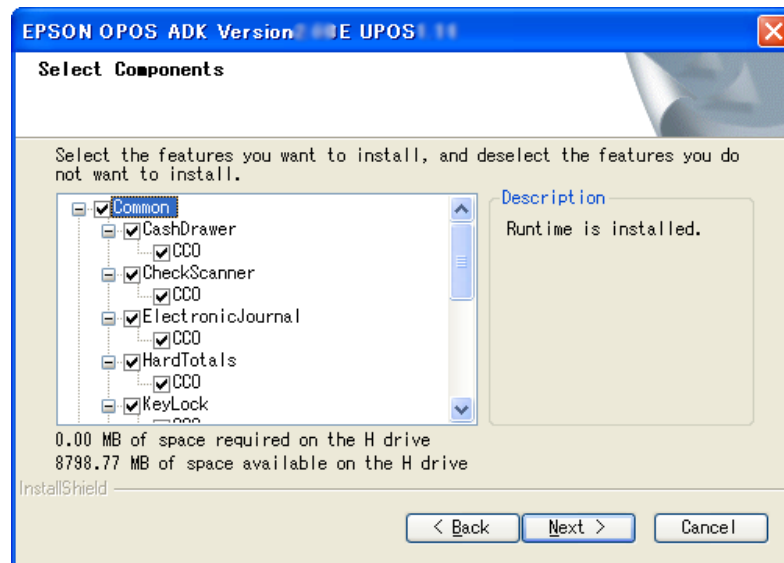 EPSON OPOS ADK Version E UPOS
Select Components
Select the features you want to install, and deselect the features you do
not want to install.
Common
CashDrawer
CCO
CheckScanner
CCO
ElectronicJournal
CCO
HardTotals
CCO
KeyLock
Description
Runtime is installed.
0.00 MB of space required on the H drive
8798.77 MB of space available on the H drive
InstallShield
< Back
Next >
Cancel